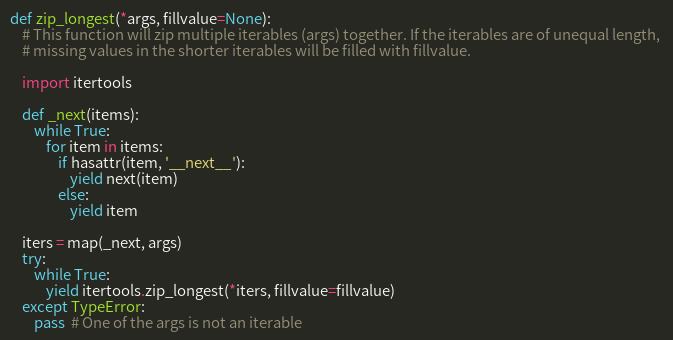 def zip_longest(*args, fillvalue=None):
    # This function will zip multiple iterables (args) together. If the iterables are of unequal length,
    # missing values in the shorter iterables will be filled with fillvalue.

    import itertools

    def _next(items):
        while True:
            for item in items:
                if hasattr(item, '__next__'):
                    yield next(item)
                else:
                    yield item

    iters = map(_next, args)
    try:
        while True:
            yield itertools.zip_longest(*iters, fillvalue=fillvalue)
    except TypeError:
        pass  # One of the args is not an iterable